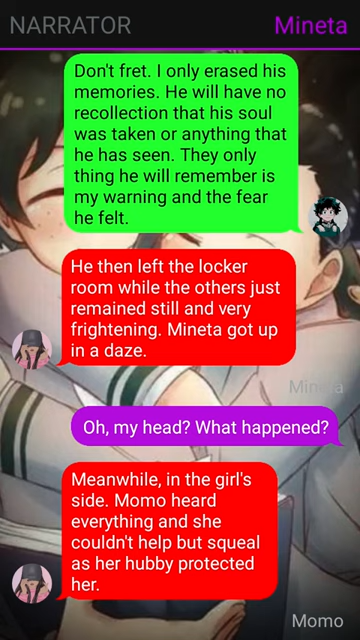 NARRATOR
Mineta
Don't fret. I only erased his
memories. He will have no
recollection that his soul
was taken or anything that
he has seen. They only
thing he will remember is
my warning and the fear
he felt.
He then left the locker
room while the others just
remained still and very
frightening. Mineta got up
in a daze.
Mineta
Oh, my head? What happened?
Meanwhile, in the girl's
side. Momo heard
everything and she
couldn't help but squeal
as her hubby protected
her.
Momo